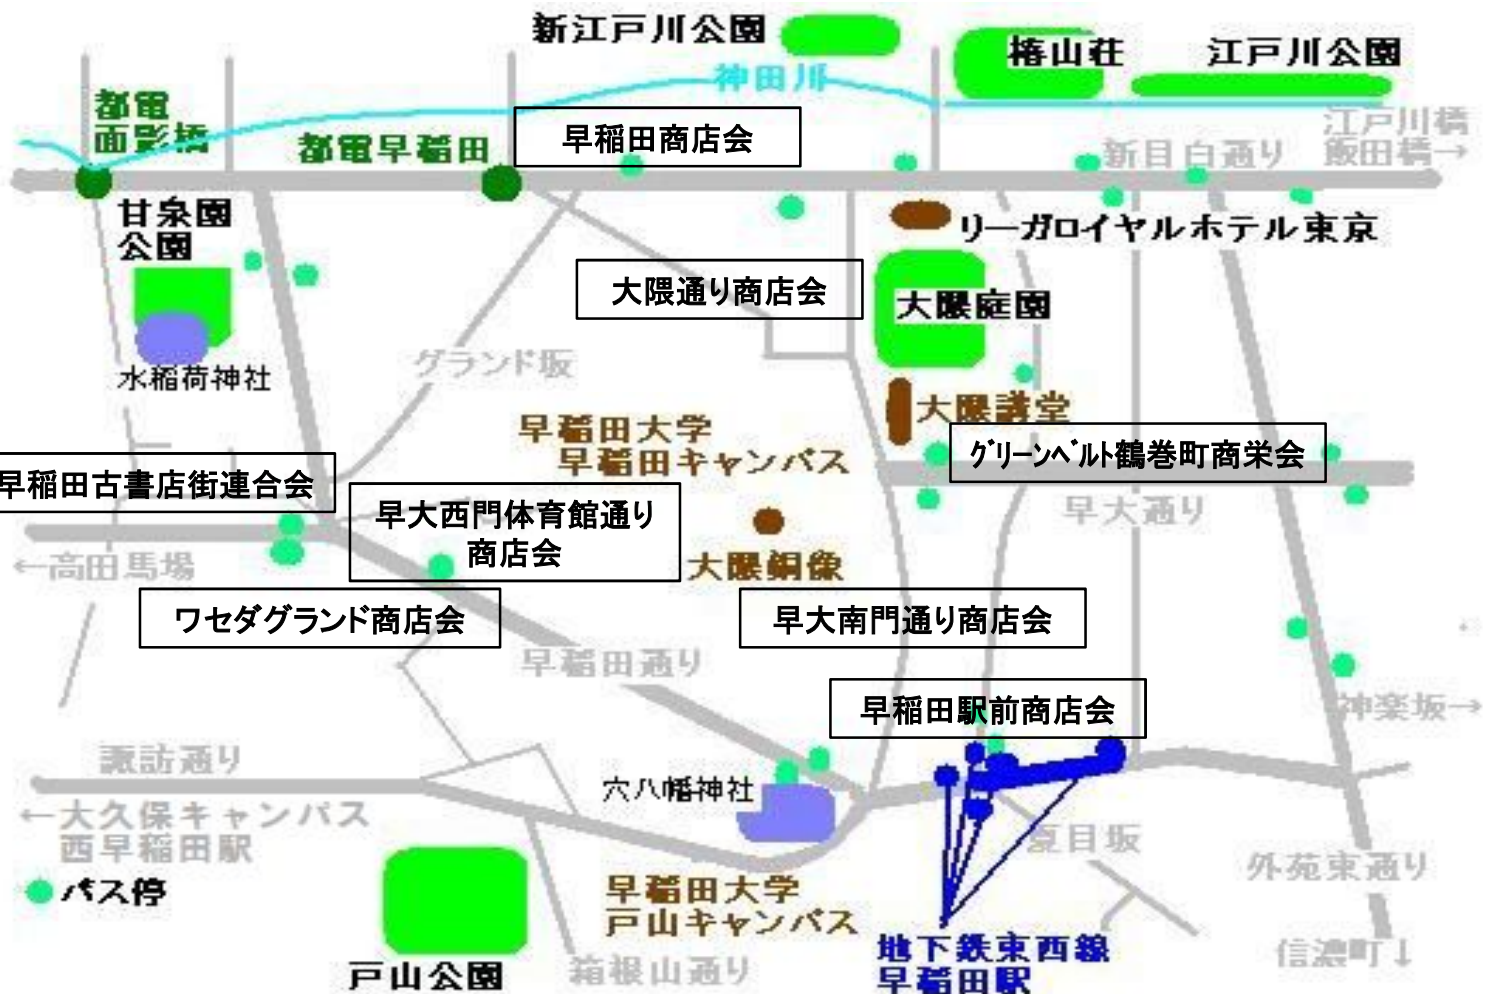 新江戸川公園
椿山荘
江戸川公園
神田川
都電
面影橋
都電早稲田
早稲田商店会
新目白通り
江戸川橋
飯田橋→
甘泉園
公園
リーガロイヤルホテル東京
大隈通り商店会
大隈庭園
水稲荷神社
グランド坂
大隈講堂
早稲田大学
早稲田キャンパス
グリーンベルト鶴巻町商栄会
早稲田古書店街連合会
早大西門体育館通り
商店会
早大通り
←高田馬場
大隈銅像
ワセダグランド商店会
早大南門通り商店会
早稲田通り
早稲田駅前商店会
神楽坂→
諏訪通り
穴八幡神社
←大久保キャンパス
西早稲田駅
夏目坂
外苑東通り
バス停
早稲田大学
戸山キャンパス
地下鉄東西線
早稲田駅
信濃町↓
戸山公園
箱根山通り